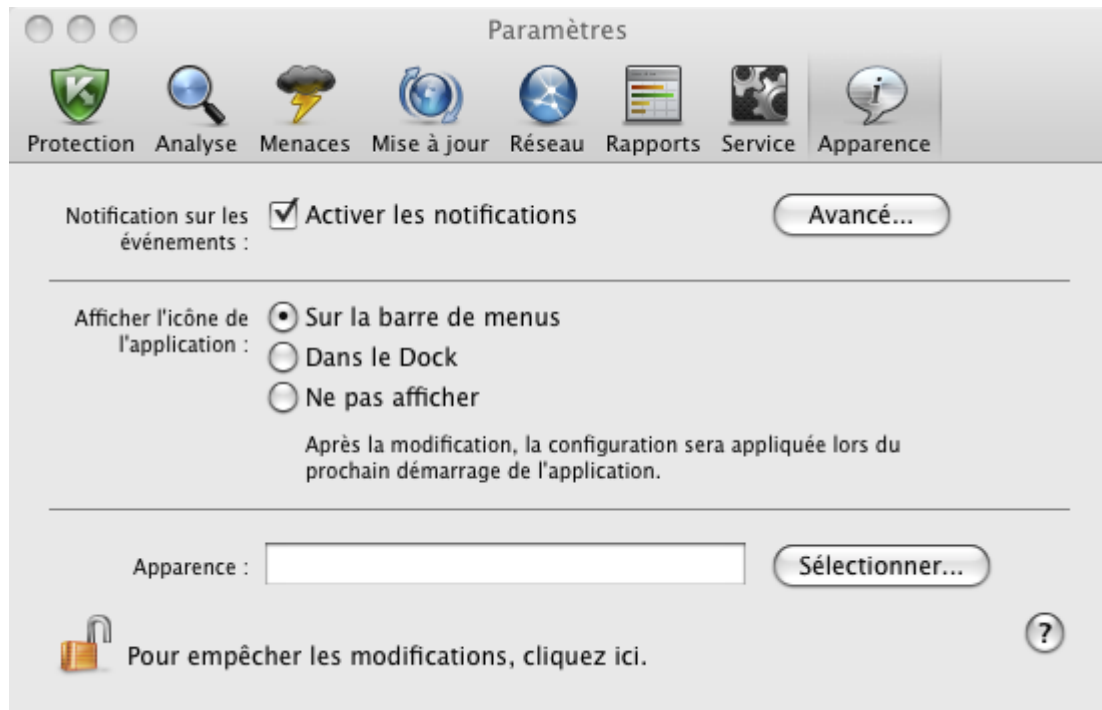 Paramètres
Protection Analyse Menaces Mise à jour Réseau Rapports Service Apparence
Notification sur les
événements :
Activer les notifications
Avancé...
Afficher l'icône de
l'application :
Sur la barre de menus
Dans le Dock
Ne pas afficher
Après la modification, la configuration sera appliquée lors du
prochain démarrage de l'application.
Apparence :
Sélectionner...
Pour empêcher les modifications, cliquez ici.
?